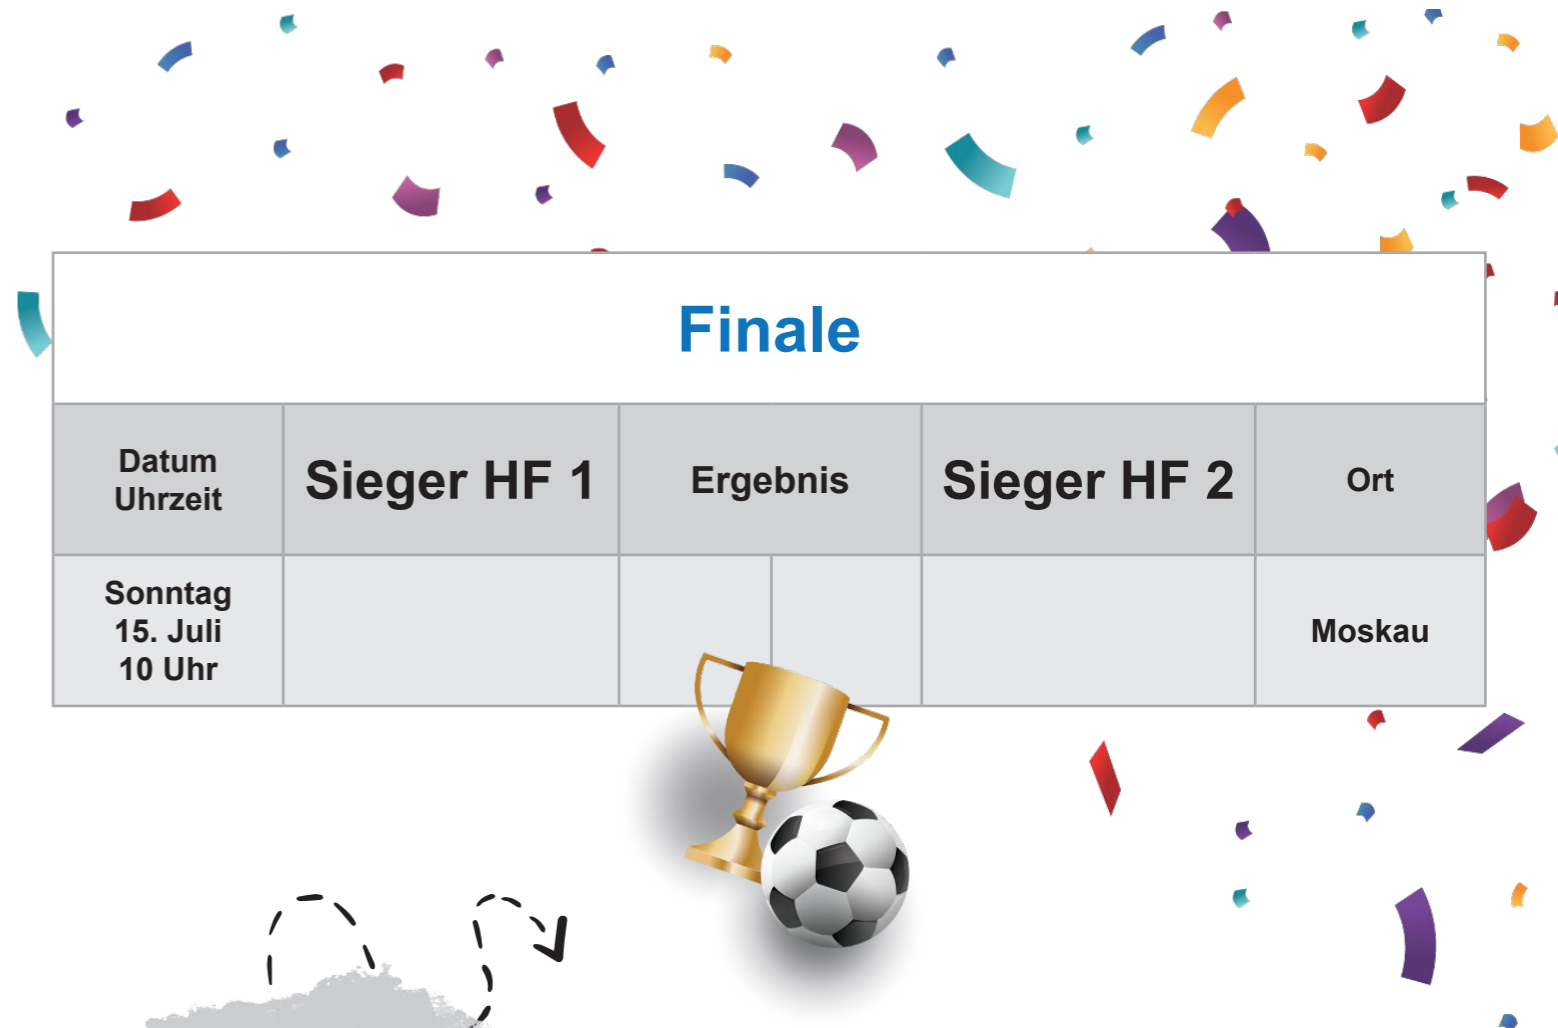 Finale
Datum
Uhrzeit
Sieger HF 1
Ergebnis
Sieger HF 2
Ort
Sonntag
15. Juli
10 Uhr
Moskau